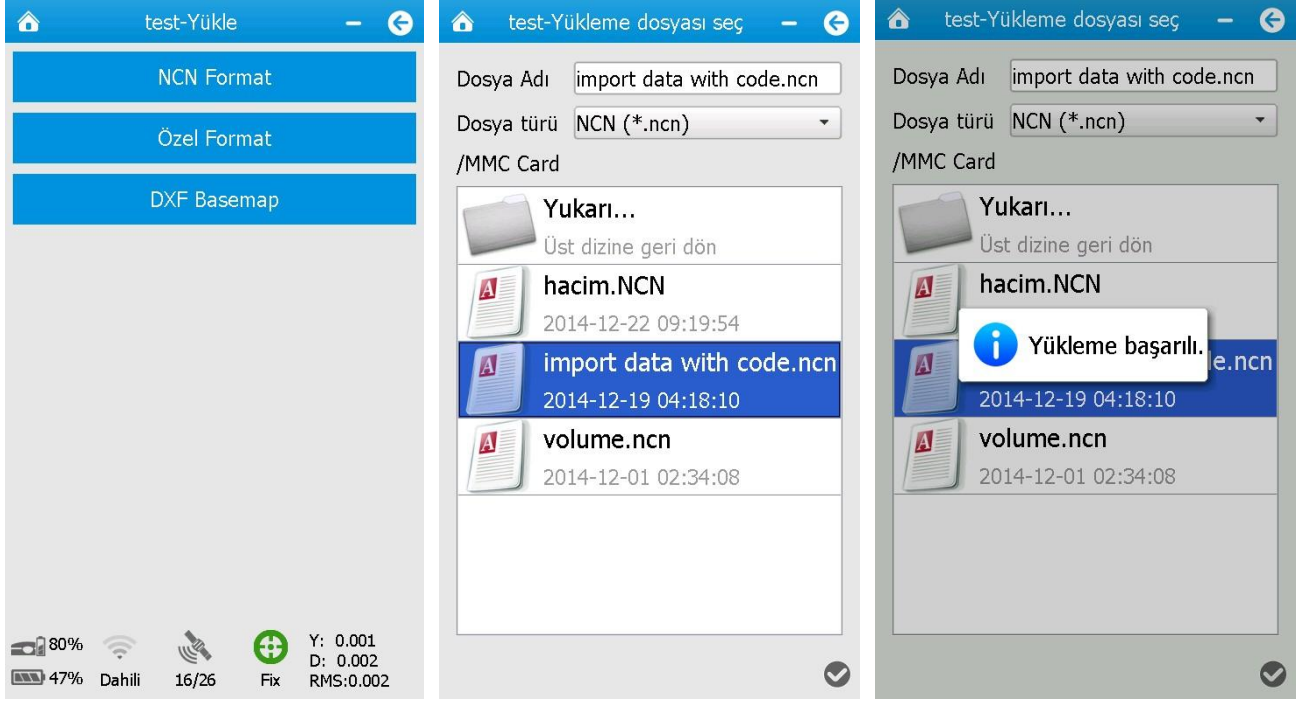 test-Yükle
NCN Format
Özel Format
DXF Basemap
80%
47%
Dahili
16/26
Fix
Y: 0.001
D: 0.002
RMS:0.002
test-Yükleme dosyası seç
Dosya Adı import data with code.ncn
Dosya türü NCN (*.ncn)
/MMC Card
Yukarı...
Üst dizine geri dön
hacim.NCN
2014-12-22 09:19:54
import data with code.ncn
2014-12-19 04:18:10
volume.ncn
2014-12-01 02:34:08
test-Yükleme dosyası seç
Dosya Adı import data with code.ncn
Dosya türü NCN (*.ncn)
/MMC Card
Yukarı...
Üst dizine geri dön
hacim.NCN
Yükleme başarılı.
le.ncn
2014-12-19 04:18:10
volume.ncn
2014-12-01 02:34:08